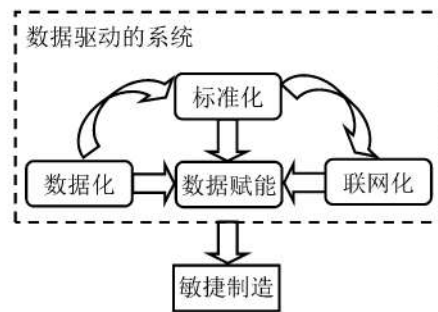 数据驱动的系统
标准化
数据化
数据赋能
联网化
敏捷制造